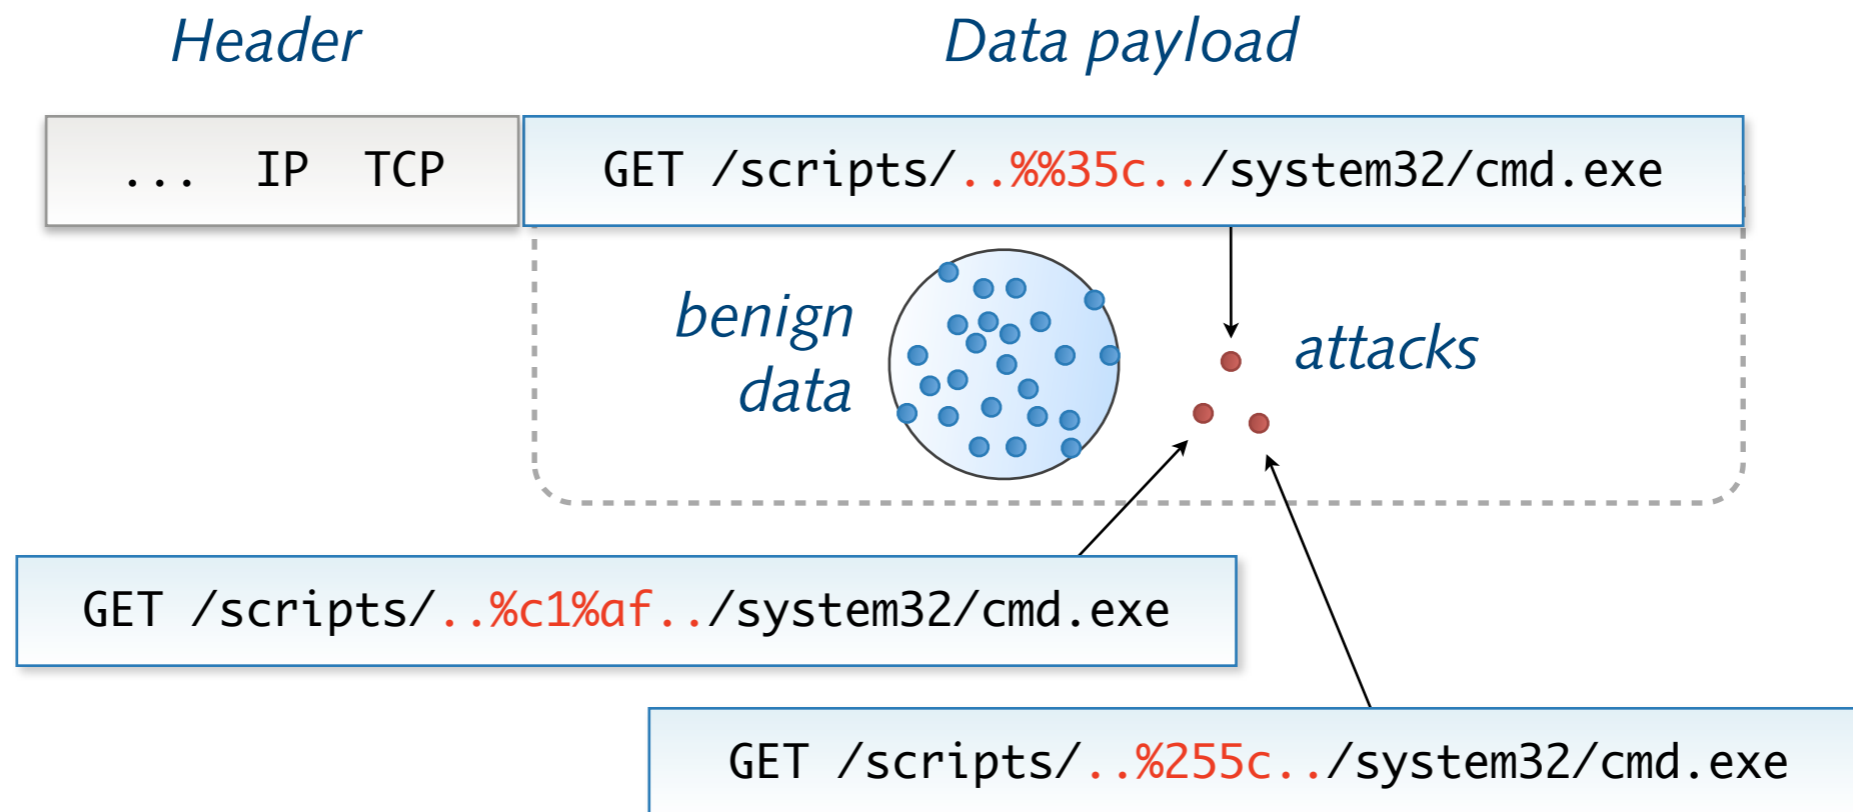 Header
Data payload
... IP TCP
GET /scripts/..%%35c../system32/cmd.exe
benign
data
attacks
GET /scripts/..%c1%af../system32/cmd.exe
GET /scripts/..%255c../system32/cmd.exe